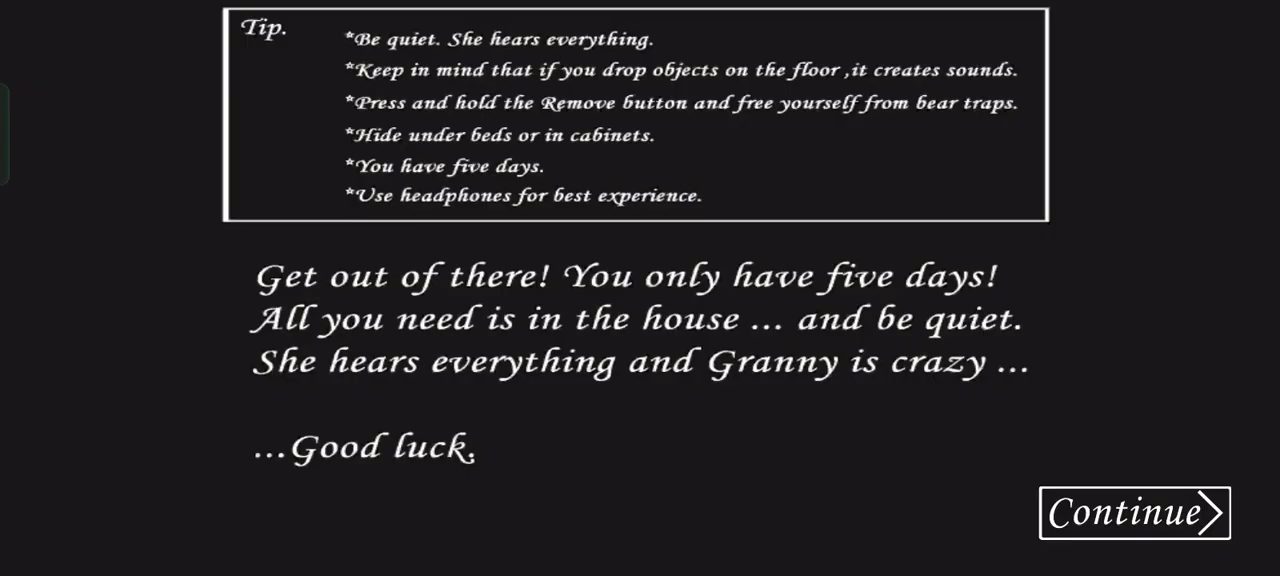 Tip.
*Be quiet. She hears everything.
*Keep in mind that if you drop objects on the floor ,it creates sounds.
*Press and hold the Remove button and free yourself from bear traps.
*Hide under beds or in cabinets.
*You have five days.
*Use headphones for best experience.
Get out of there! You only have five days!
All you need is in the house ... and be quiet.
She hears everything and Granny is crazy ...
...Good luck.
Continue